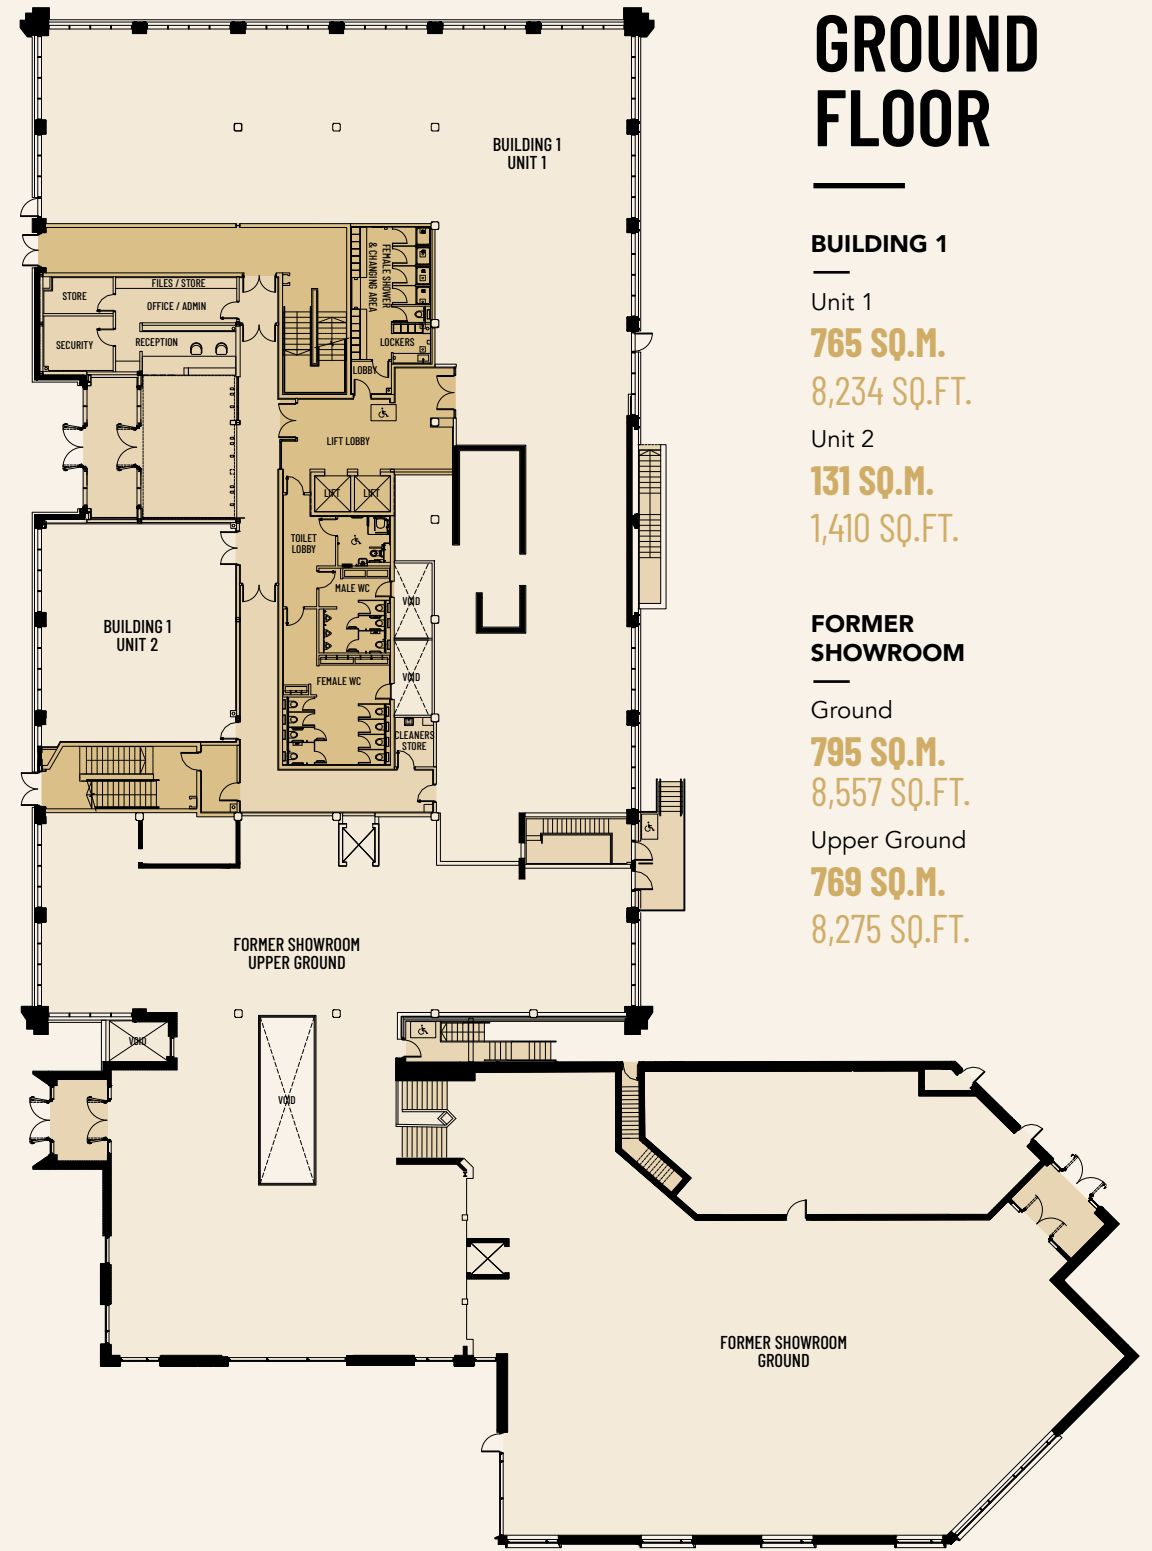 GROUND
FLOOR
BUILDING 1
Unit 1
765 SQ.M.
8,234 SQ.FT.
Unit 2
131 SQ.M.
1,410 SQ.FT.
FORMER
SHOWROOM
Ground
795 SQ.M.
8,557 SQ.FT.
Upper Ground
769 SQ.M.
8,275 SQ.FT.
BUILDING 1
UNIT 1
FEMALE SHOWER
& CHANGING AREA
FILES / STORE
STORE
OFFICE / ADMIN
SECURITY
RECEPTION
LOCKERS
LOBBY
LIFT LOBBY
LIFT
LIFT
TOILET
LOBBY
MALE WC
VOID
BUILDING 1
UNIT 2
FEMALE WC
VOID
CLEANERS
STORE
FORMER SHOWROOM
UPPER GROUND
VOID
VOID
FORMER SHOWROOM
GROUND